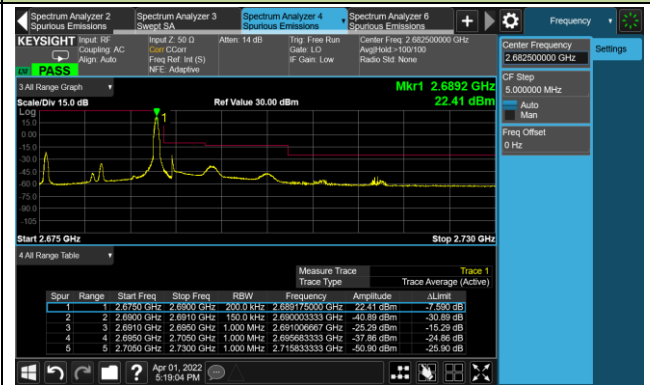 Spectrum Analyzer 2
Spurious Emissions
Spectrum Analyzer 3
Swept SA
Spectrum Analyzer 4
Spurious Emissions
Spectrum Analyzer 6
Spurious Emissions
Frequency
KEYSIGHT
Input: RF
Coupling: AC
Align: Auto
Input Z: 50 Ω
Corr CCorr
Freq Ref: Int (S)
NFE: Adaptive
Atten: 14 dB
Trig: Free Run
Gate: LO
IF Gain: Low
Center Freq: 2.682500000 GHz
Avg|Hold:>100/100
Radio Std: None
PASS
Center Frequency
2.682500000 GHz
Settings
CF Step
5.000000 MHz
Auto
Man
Freq Offset
0 Hz
3 All Range Graph
Mkr1 2.6892 GHz
Scale/Div 15.0 dB
Ref Value 30.00 dBm
22.41 dBm
Log
15.0
0.00
-15.0
-30.0
-45.0
-60.0
-75.0
-90.0
-105
1
Start 2.675 GHz
Stop 2.730 GHz
4 All Range Table
Measure Trace Trace 1
Trace Type Trace Average (Active)
Spur Range Start Freq Stop Freq RBW Frequency Amplitude ΔLimit
1 1 2.6750 GHz 2.6900 GHz 200.0 kHz 2.689175000 GHz 22.41 dBm -7.590 dB
2 2 2.6900 GHz 2.6910 GHz 150.0 kHz 2.690003333 GHz -40.89 dBm -30.89 dB
3 3 2.6910 GHz 2.6950 GHz 1.000 MHz 2.691006667 GHz -25.29 dBm -15.29 dB
4 4 2.6950 GHz 2.7050 GHz 1.000 MHz 2.695683333 GHz -37.86 dBm -24.86 dB
5 5 2.7050 GHz 2.7300 GHz 1.000 MHz 2.715833333 GHz -50.90 dBm -25.90 dB
Apr 01, 2022
5:19:04 PM